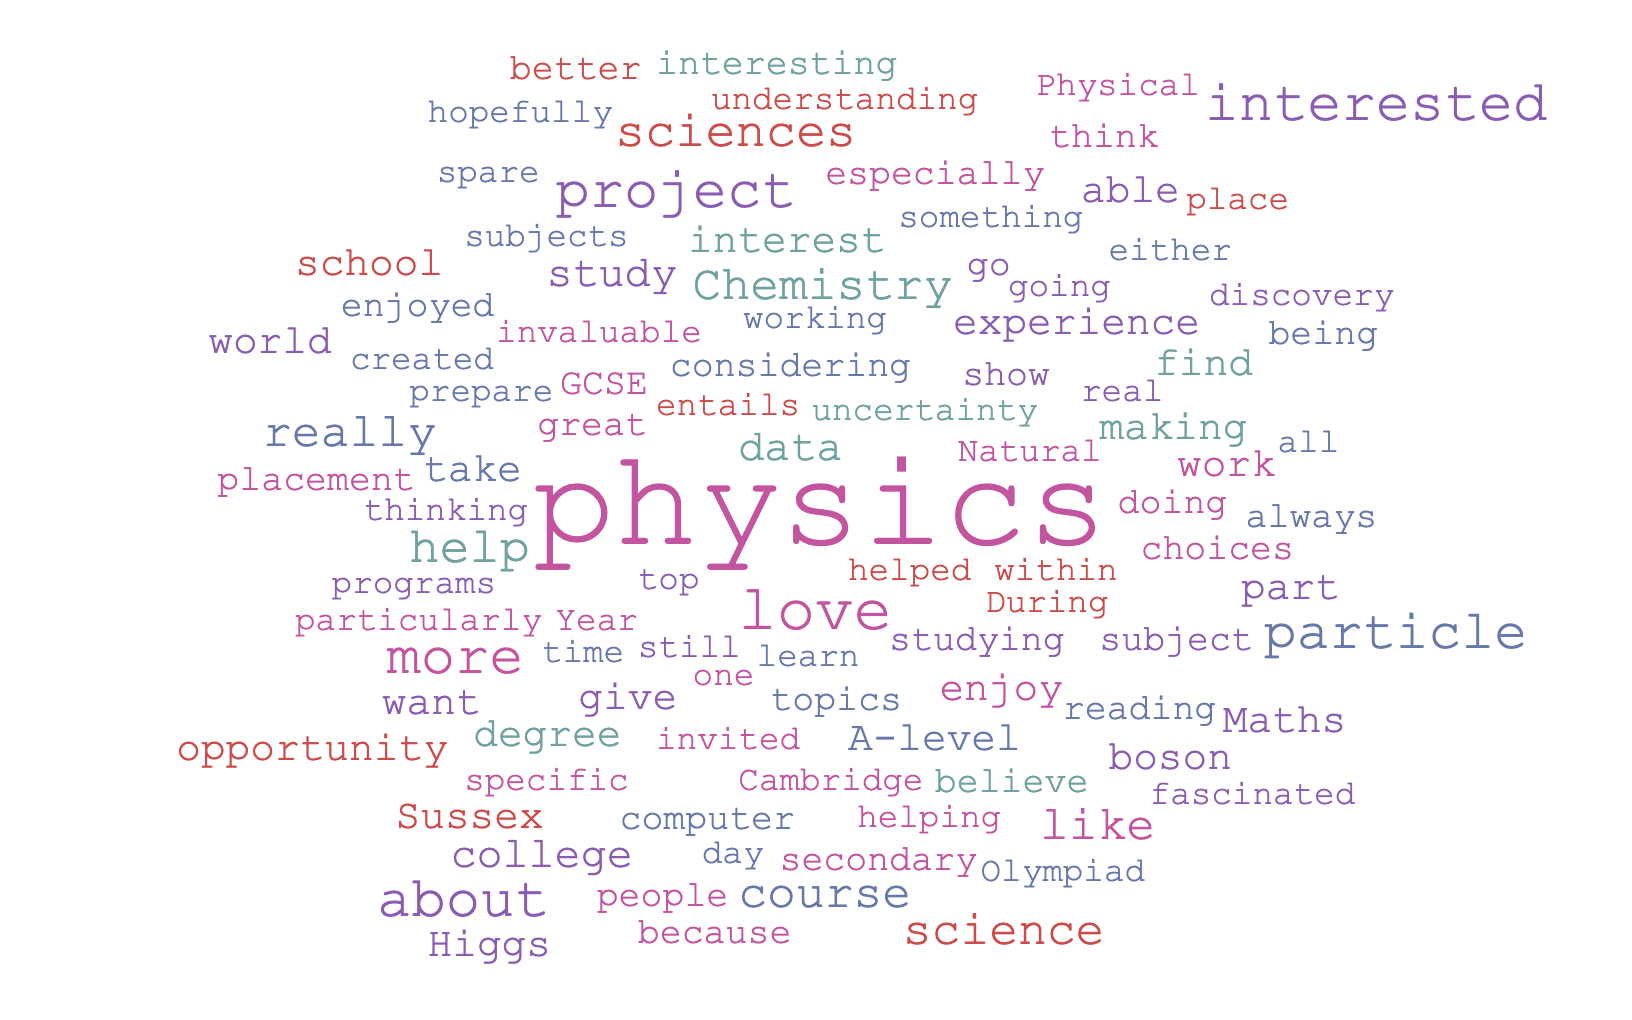 better interesting
Physical interested
hopefully understanding
sciences think
spare project especially able place
subjects interest something either
school study Chemistry go going discovery
enjoyed working experience being
world invaluable
created considering show find
prepare GCSE real
great entails uncertainty making
really data Natural all
placement take work
thinking physics doing always
help choices
programs top helped within part
particularly Year love During
more time still learn studying subject particle
one
want give topics enjoy reading Maths
opportunity degree invited A-level boson
specific Cambridge believe fascinated
Sussex computer helping like
college day secondary Olympiad
about people course
Higgs because science